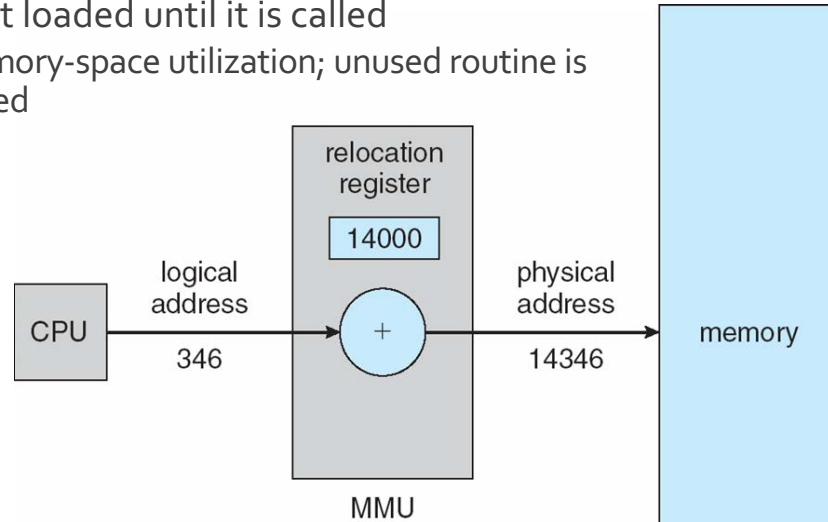 t loaded until it is called
mory-space utilization; unused routine is
ed
relocation
register
14000
logical
address
physical
address
CPU
+
memory
346
14346
MMU